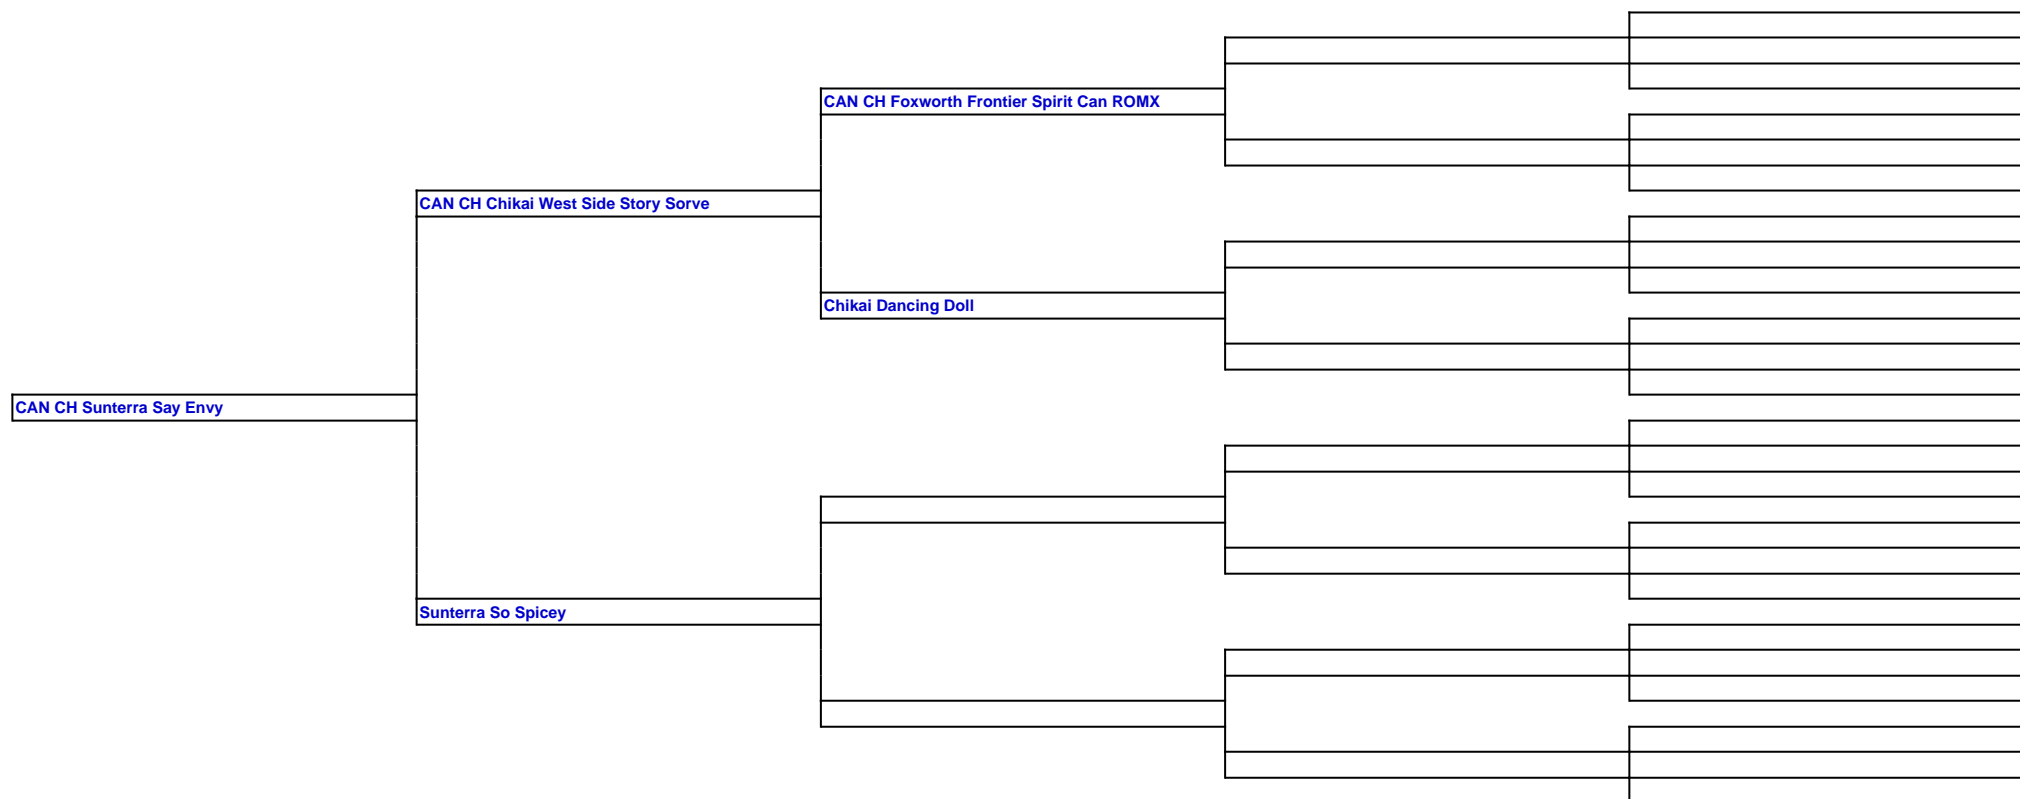 CAN CH Foxworth Frontier Spirit Can ROMX
CAN CH Chikai West Side Story Sorve
Chikai Dancing Doll
CAN CH Sunterra Say Envy
Sunterra So Spicey